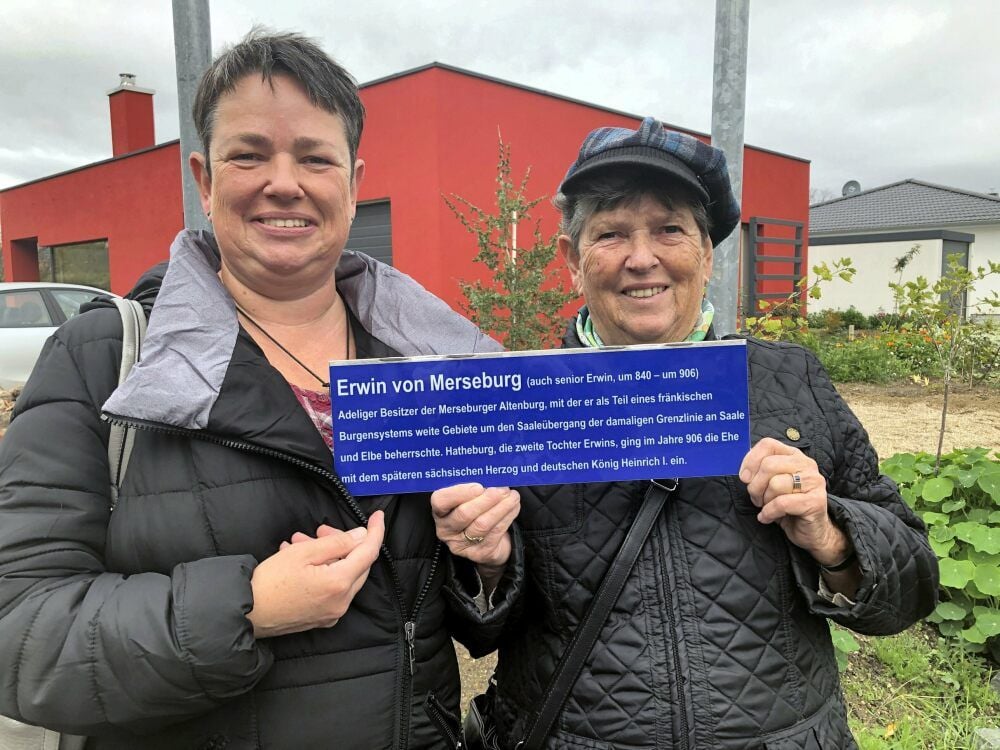 Erwin von Merseburg (auch senior Erwin, um 840 – um 906)
Adeliger Besitzer der Merseburger Altenburg, mit der er als Teil eines fränkischen
Burgensystems weite Gebiete um den Saaleübergang der damaligen Grenzlinie an Saale
und Elbe beherrschte. Hatheburg, die zweite Tochter Erwins, ging im Jahre 906 die Ehe
mit dem späteren sächsischen Herzog und deutschen König Heinrich I. ein.